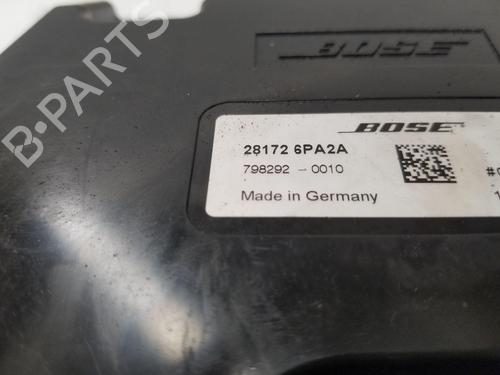 BOSE
BOSE
28172 6PA2A
798292 - 0010
Made in Germany
B-PARTS